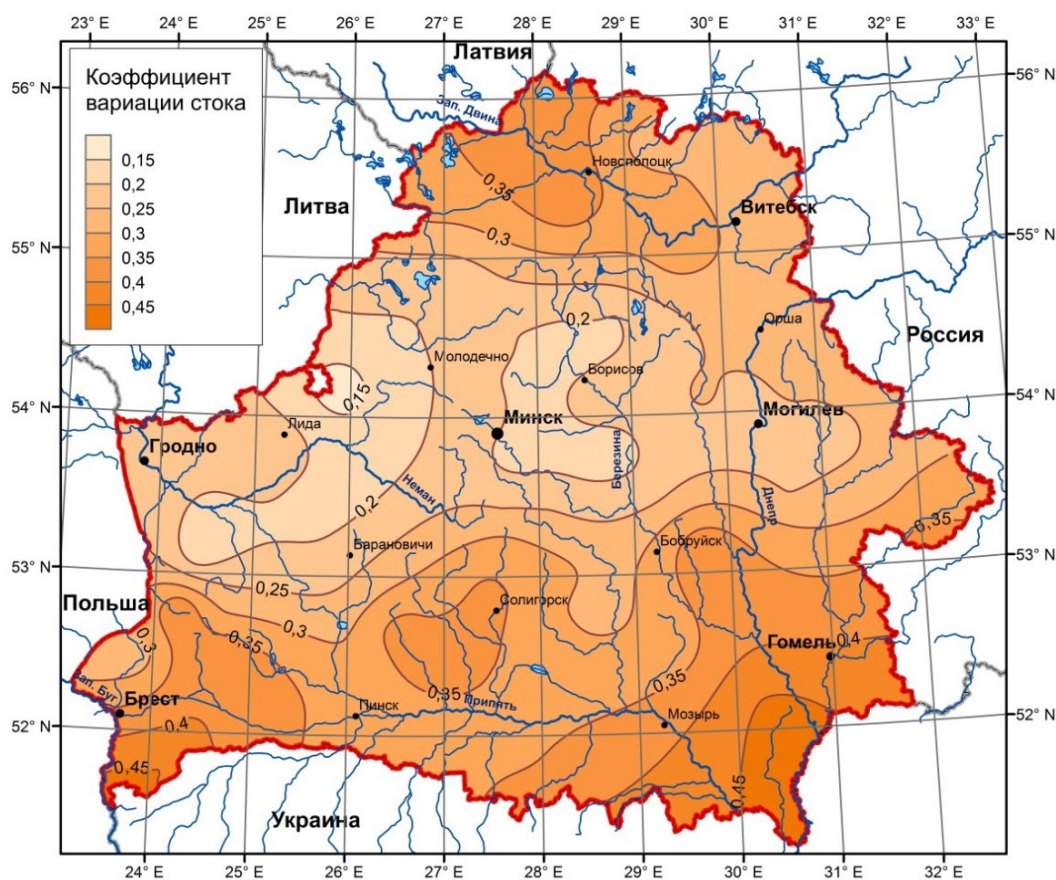 23° E 24° E 25° E 26° E 27° E 28° E 29° E 30° E 31° E 32° E 33° E
Латвия
Коэффициент
вариации стока
0,15
0,2
0,25
0,3
0,35
0,4
0,45
56° N
56° N
Зап. Двина
Новополоцк
0,35
Литва
Витебск
55° N
0,3
55° N
0,2
Орша
Россия
Молодечно
Борисов
0,15
54° N
54° N
Минск
Могилев
Лида
Гродно
Березина
Неман
Днепр
0,2
0,35
Бобруйск
Барановичи
53° N
53° N
0,25
Польша
Солигорск
0,3
0,3
0,35
Гомель
0,4
0,35
0,35
Зап. Буг
Брест
Припять
Пинск
Мозырь
52° N
0,4
52° N
0,45
0,45
Украина
24° E 25° E 26° E 27° E 28° E 29° E 30° E 31° E 32° E